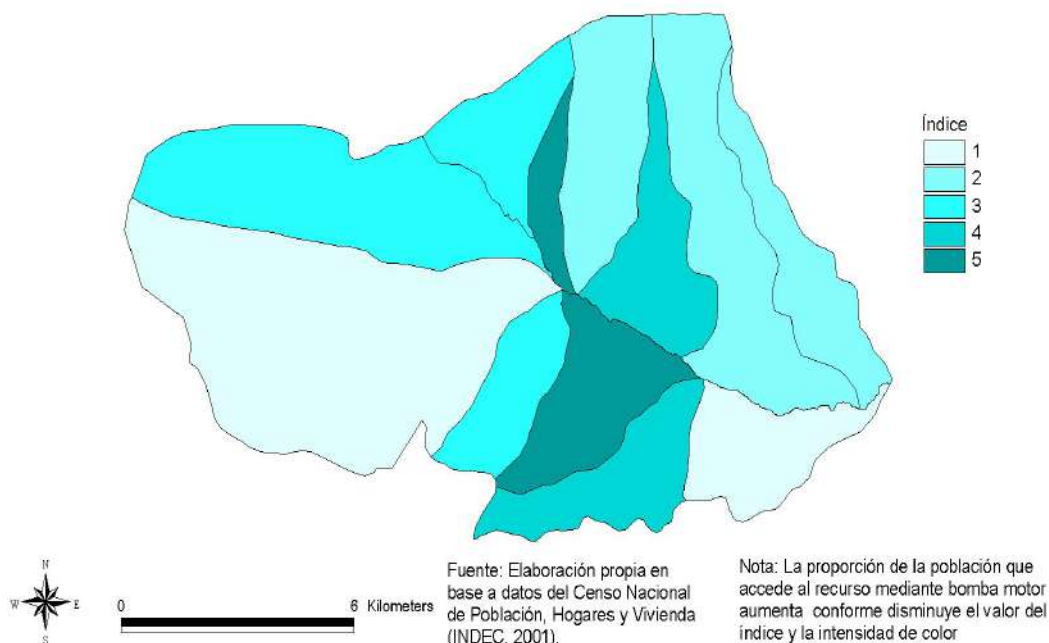 Índice
1
2
3
4
5
N
W E
S
0 6 Kilometers
Fuente: Elaboración propia en
base a datos del Censo Nacional
de Población, Hogares y Vivienda
(INDEC, 2001).
Nota: La proporción de la población que
accede al recurso mediante bomba motor
aumenta conforme disminuye el valor del
índice y la intensidad de color